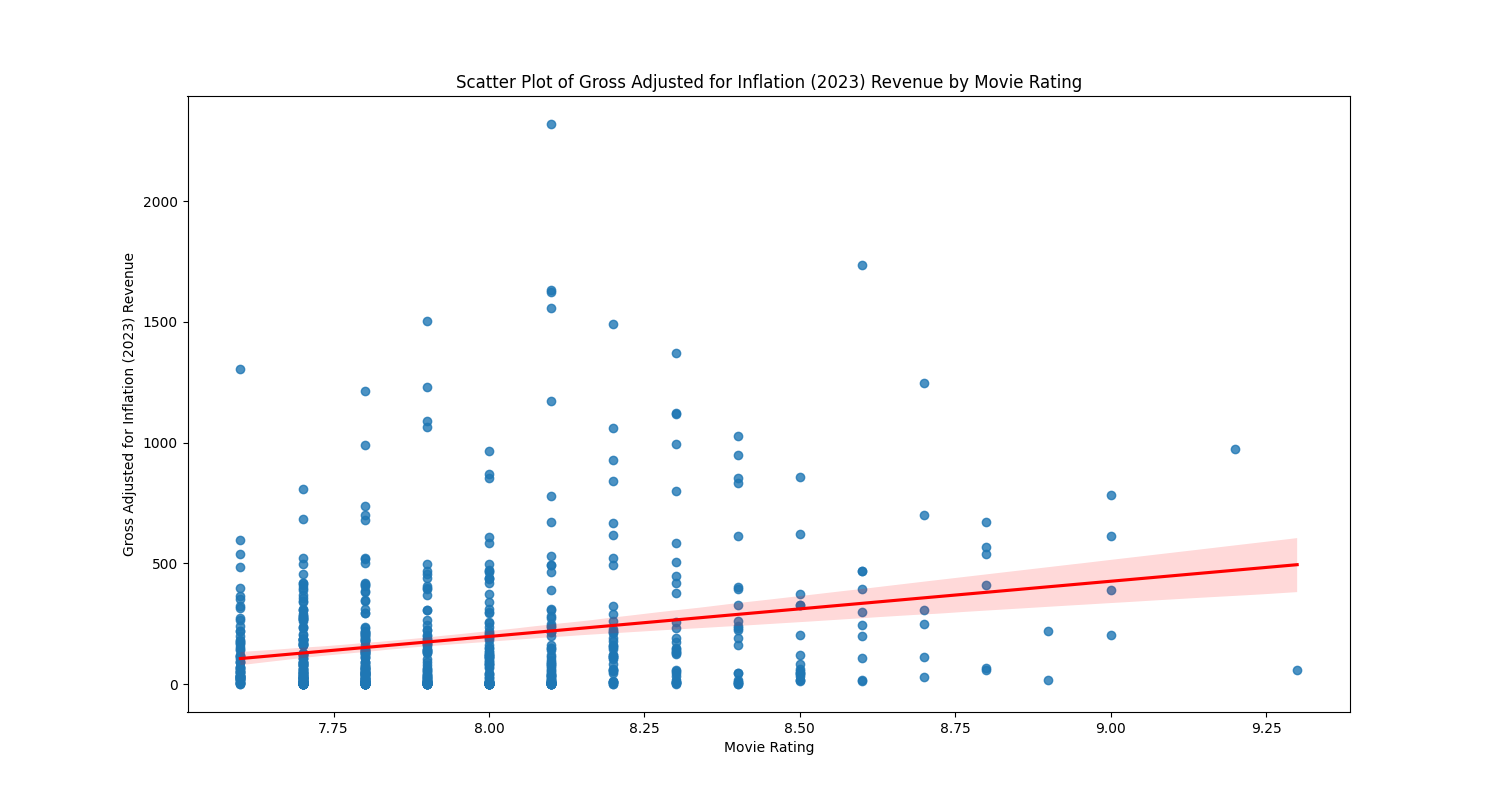 Scatter Plot of Gross Adjusted for Inflation (2023) Revenue by Movie Rating
Gross Adjusted for Inflation (2023) Revenue
2000
1500
1000
500
0
7.75 8.00 8.25 8.50 8.75 9.00 9.25
Movie Rating